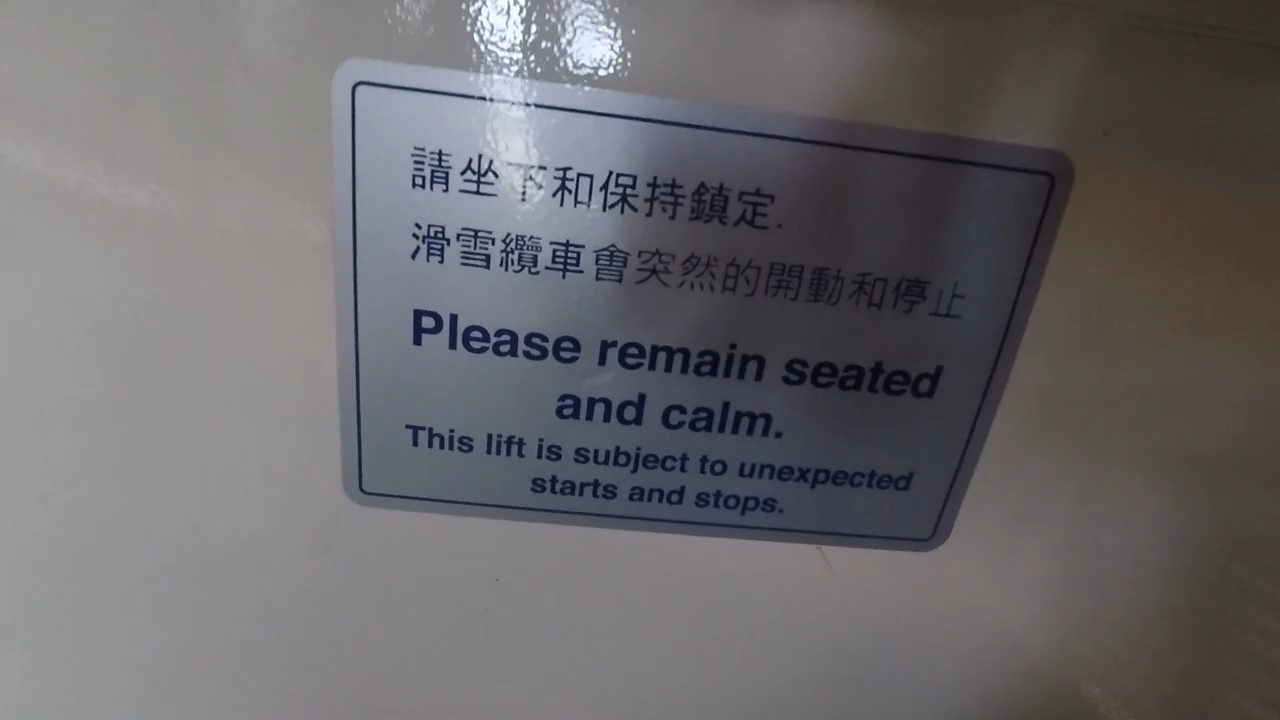 請坐下和保持鎮定.
滑雪纜車會突然的開動和停止
Please remain seated
and calm.
This lift is subject to unexpected
starts and stops.